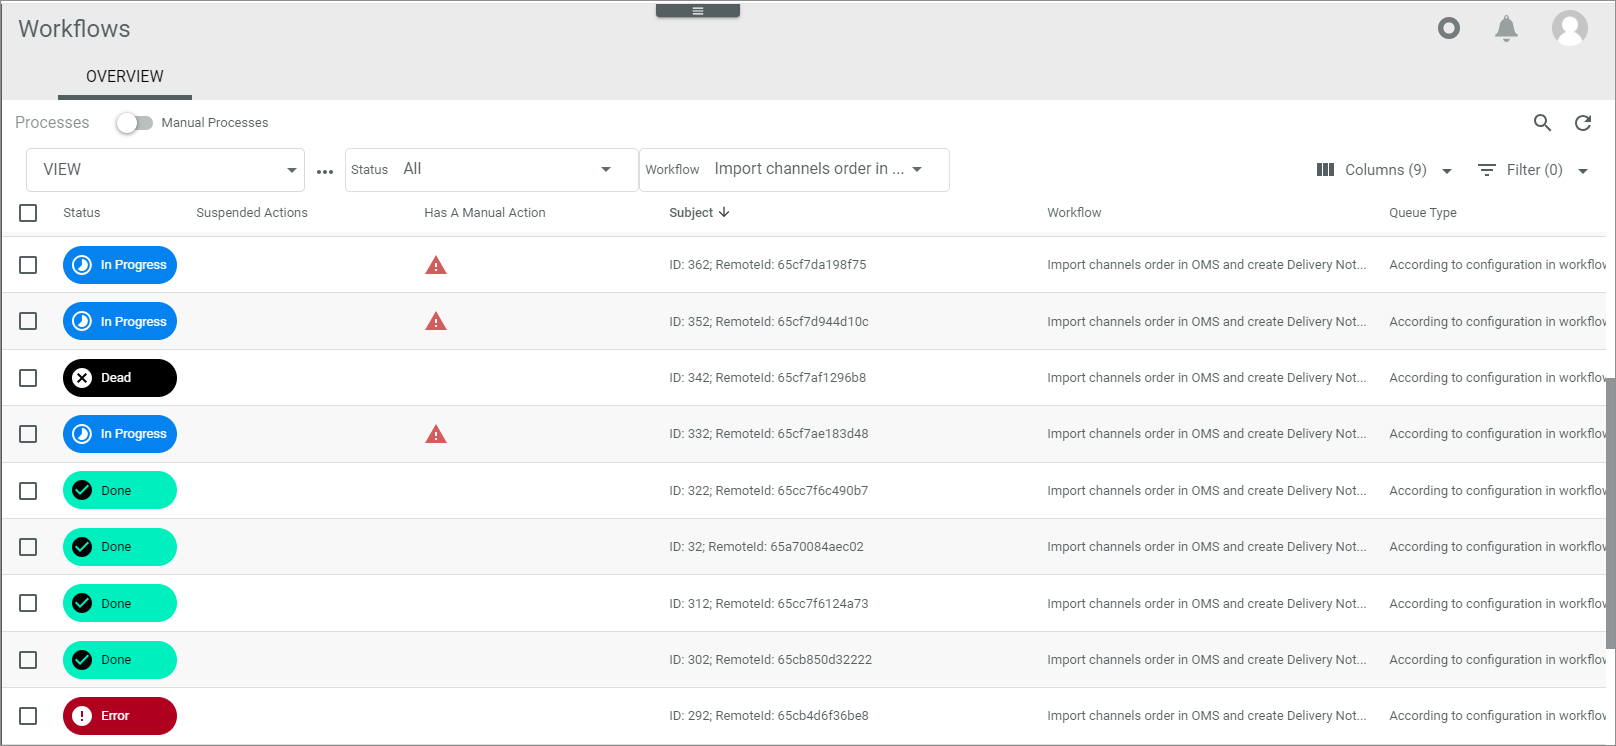 Workflows
OVERVIEW
Processes Manual Processes
VIEW ... Status All Workflow Import channels order in ... Columns (9) Filter (0)
Status Suspended Actions Has A Manual Action Subject Workflow Queue Type
In Progress ID: 362; RemoteId: 65cf7da198f75 Import channels order in OMS and create Delivery Not... According to configuration in workflow
In Progress ID: 352; RemoteId: 65cf7d944d10c Import channels order in OMS and create Delivery Not... According to configuration in workflow
Dead ID: 342; RemoteId: 65cf7af1296b8 Import channels order in OMS and create Delivery Not... According to configuration in workflow
In Progress ID: 332; RemoteId: 65cf7ae183d48 Import channels order in OMS and create Delivery Not... According to configuration in workflow
Done ID: 322; RemoteId: 65cc7f6c490b7 Import channels order in OMS and create Delivery Not... According to configuration in workflow
Done ID: 32; RemoteId: 65a70084aec02 Import channels order in OMS and create Delivery Not... According to configuration in workflow
Done ID: 312; RemoteId: 65cc7f6124a73 Import channels order in OMS and create Delivery Not... According to configuration in workflow
Done ID: 302; RemoteId: 65cb850d32222 Import channels order in OMS and create Delivery Not... According to configuration in workflow
Error ID: 292; RemoteId: 65cb4d6f36be8 Import channels order in OMS and create Delivery Not... According to configuration in workflow